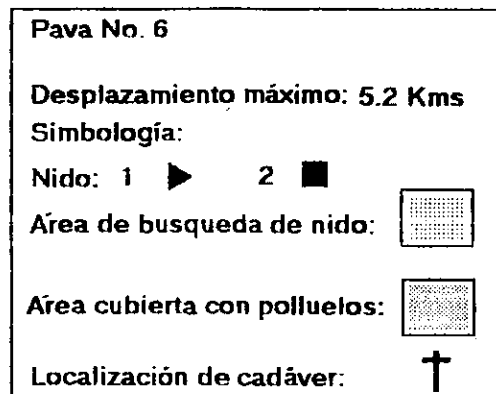 Pava No. 6
Desplazamiento máximo: 5.2 Kms
Simbología:
Nido: 1 ▶ 2 ■
Área de busqueda de nido:
Área cubierta con polluelos:
Localización de cadáver: †